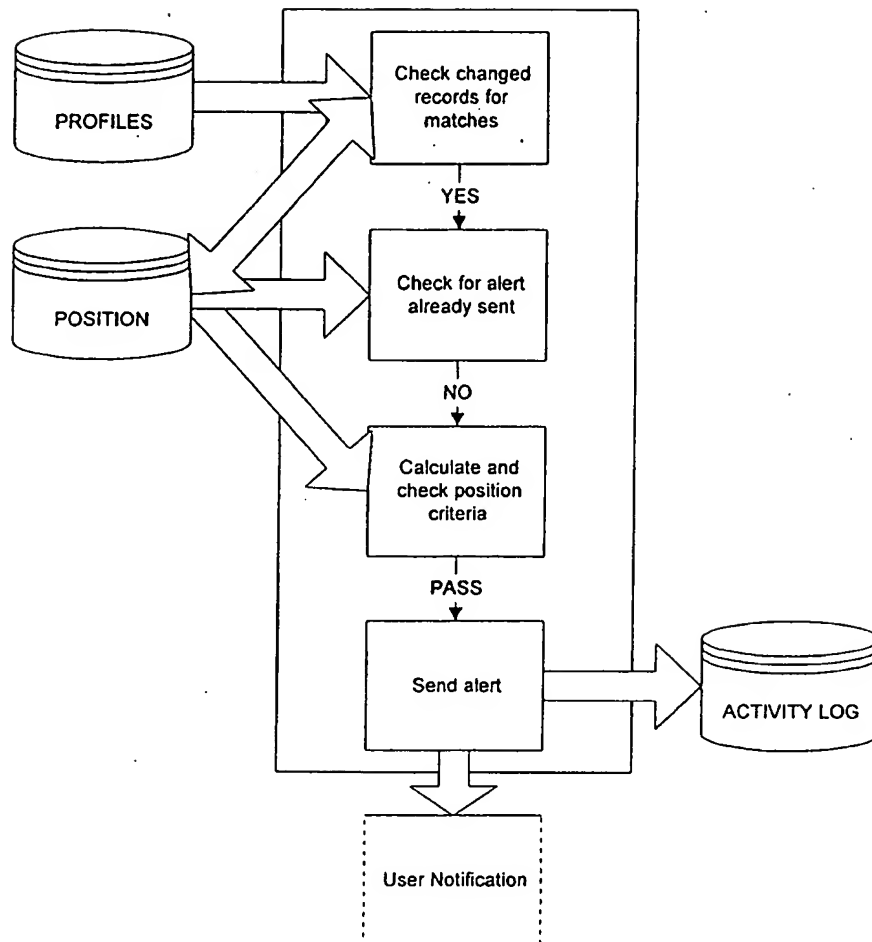 PROFILES
Check changed
records for
matches
YES
POSITION
Check for alert
already sent
NO
Calculate and
check position
criteria
PASS
Send alert
ACTIVITY LOG
User Notification